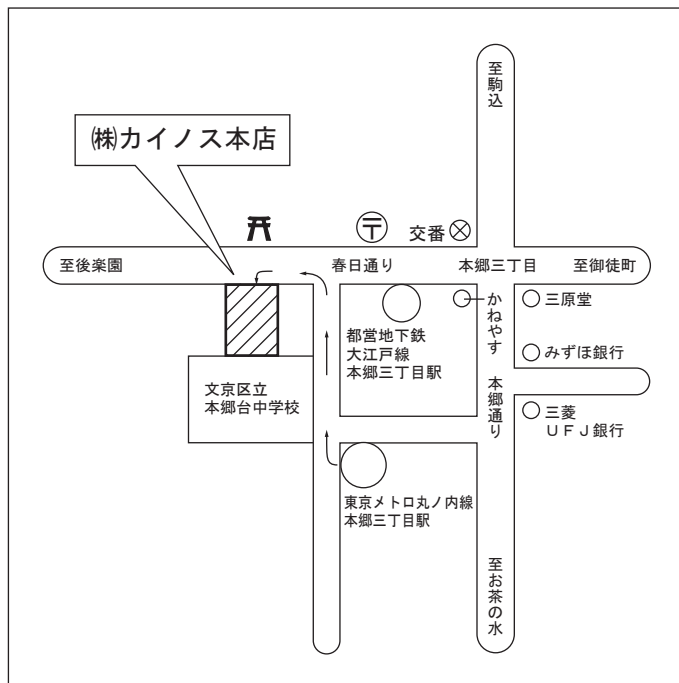 至駒込
㈱カイノス本店
〒
交番
至後楽園
春日通り
本郷三丁目
至御徒町
かねやす
三原堂
都営地下鉄
大江戸線
本郷三丁目駅
みずほ銀行
本郷通り
文京区立
本郷台中学校
三菱
ＵＦＪ銀行
東京メトロ丸ノ内線
本郷三丁目駅
至お茶の水